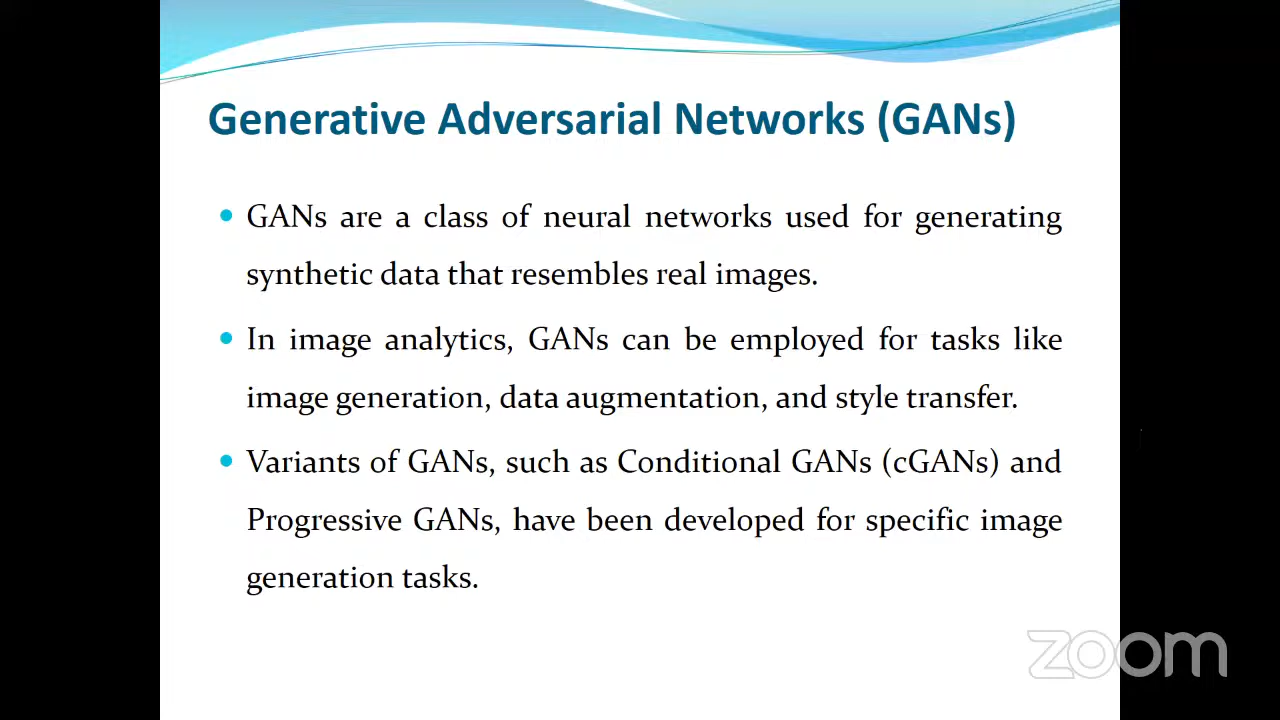 Generative Adversarial Networks (GANs)
GANs are a class of neural networks used for generating
synthetic data that resembles real images.
In image analytics, GANs can be employed for tasks like
image generation, data augmentation, and style transfer.
Variants of GANs, such as Conditional GANs (cGANs) and
Progressive GANs, have been developed for specific image
generation tasks.
zoom